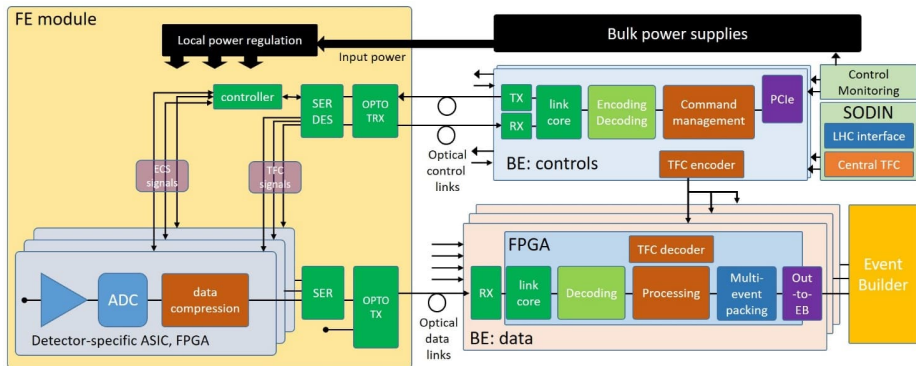 FE module
Local power regulation
Input power
Bulk power supplies
controller
SER
DES
OPTO
TRX
ECS
signals
TFC
signals
Optical
control
links
TX
RX
link
core
Encoding
Decoding
Command
management
PCIe
BE: controls
TFC encoder
Control
Monitoring
SODIN
LHC interface
Central TFC
ADC
data
compression
Detector-specific ASIC, FPGA
SER
OPTO
TX
Optical
data
links
RX
FPGA
link
core
Decoding
TFC decoder
Processing
Multi-
event
packing
Out
-to-
EB
BE: data
Event
Builder